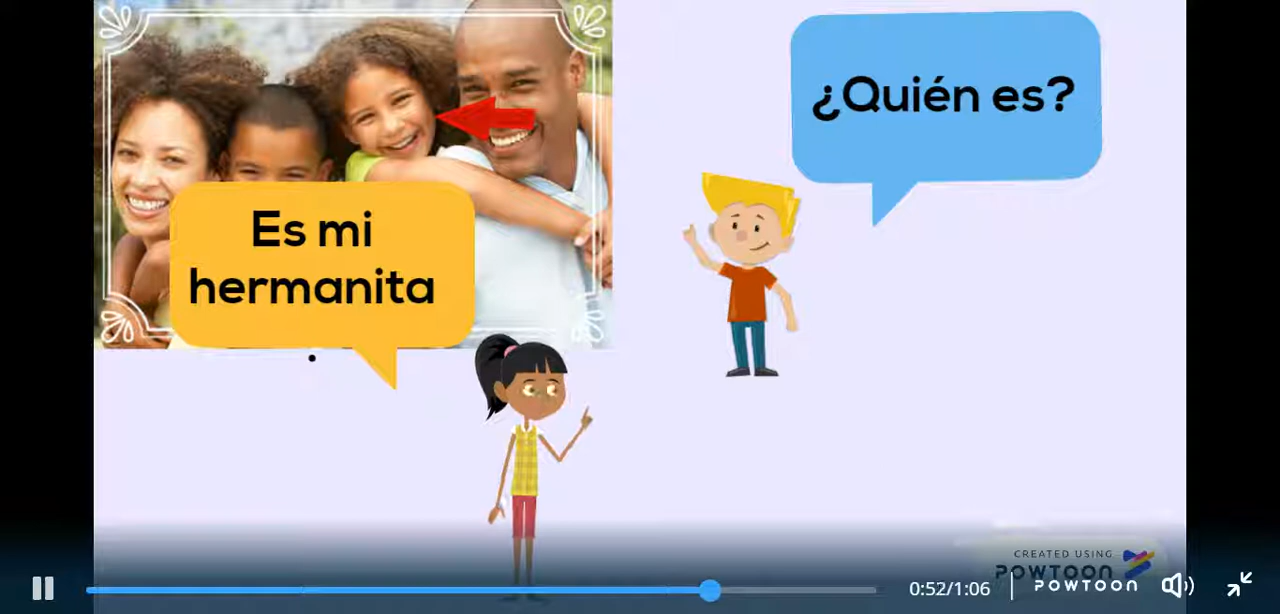 ¿Quién es?
Es mi
hermanita
CREATED USING
POWTOON
0:52/1:06
POWTOON